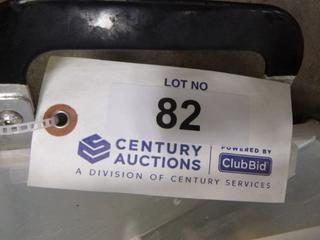 LOT NO
82
CENTURY
AUCTIONS
POWERED BY
ClubBid
A DIVISION OF CENTURY SERVICES